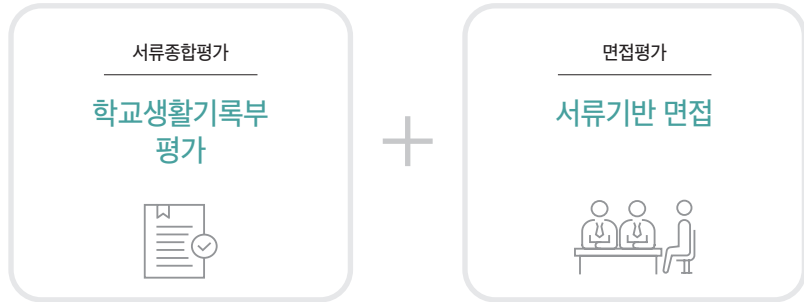 서류종합평가
학교생활기록부
평가
면접평가
서류기반 면접